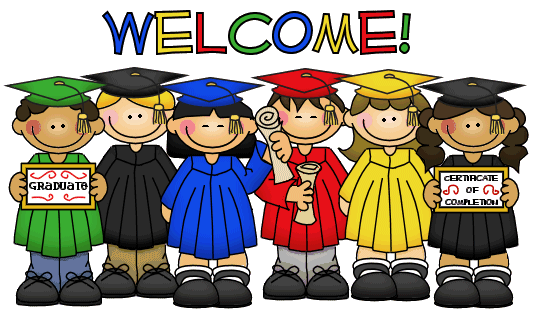 WELCOME!
GRADUATE
CERTIFICATE
OF
COMPLETION